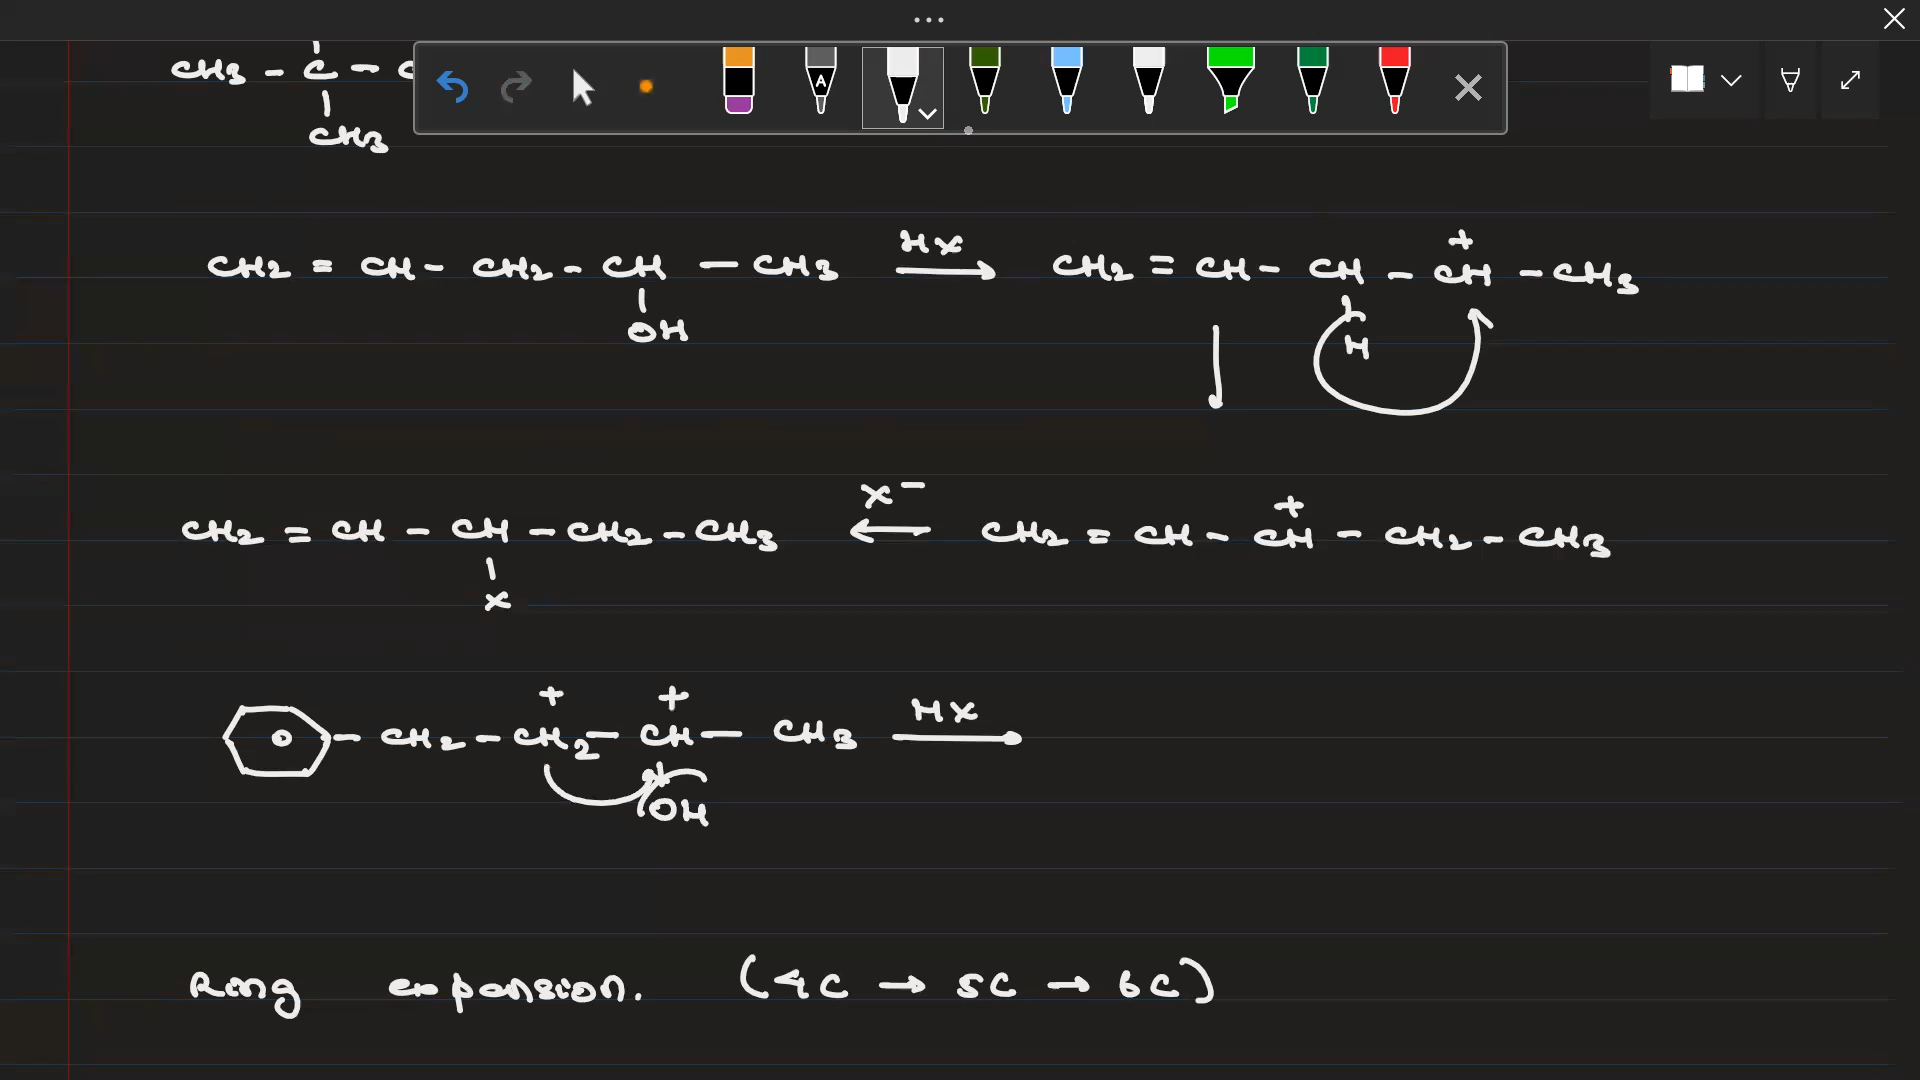 CH3 - C - C
CH3
CH2 = CH - CH2 - CH - CH3 HX → CH2 = CH - CH - CH - CH3
+
OH
H
CH2 = CH - CH - CH2 - CH3 X⁻ ← CH2 = CH - CH - CH2 - CH3
+
X
+ +
- CH2 - CH2 - CH - CH3 HX →
OH
Ring expansion. (4C → 5C → 6C)